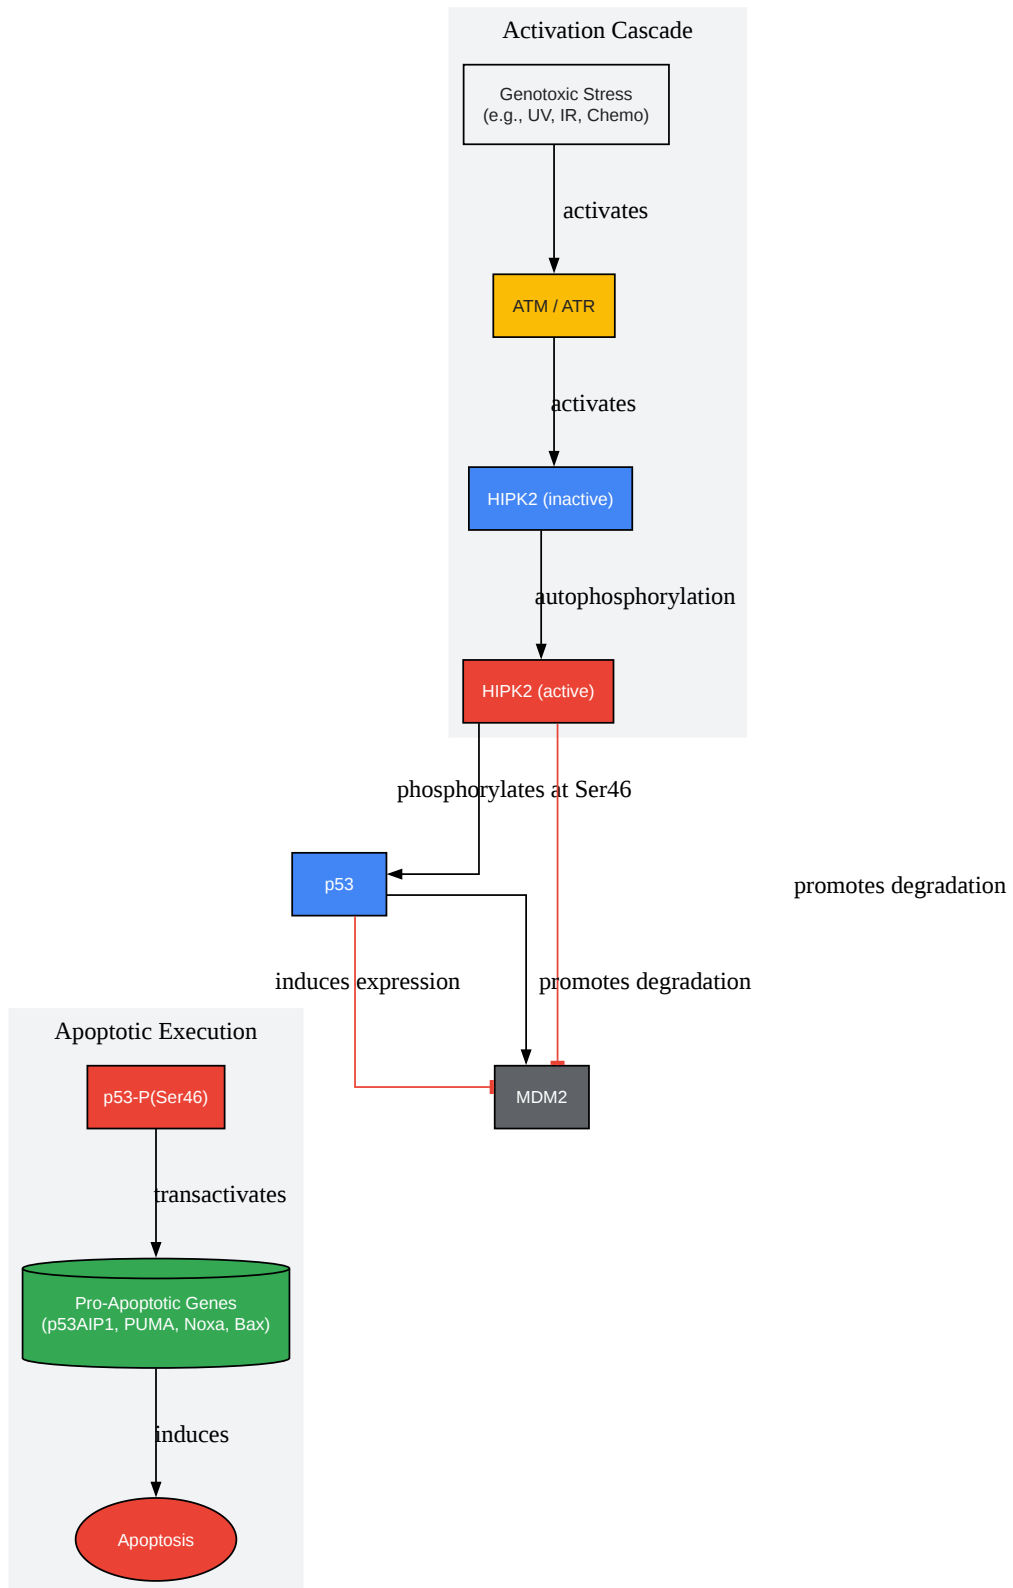 Activation Cascade
Genotoxic Stress
(e.g., UV, IR, Chemo)
activates
ATM / ATR
activates
HIPK2 (inactive)
autophosphorylation
HIPK2 (active)
phosphorylates at Ser46
p53
promotes degradation
induces expression
promotes degradation
Apoptotic Execution
p53-P(Ser46)
MDM2
transactivates
Pro-Apoptotic Genes
(p53AIP1, PUMA, Noxa, Bax)
induces
Apoptosis